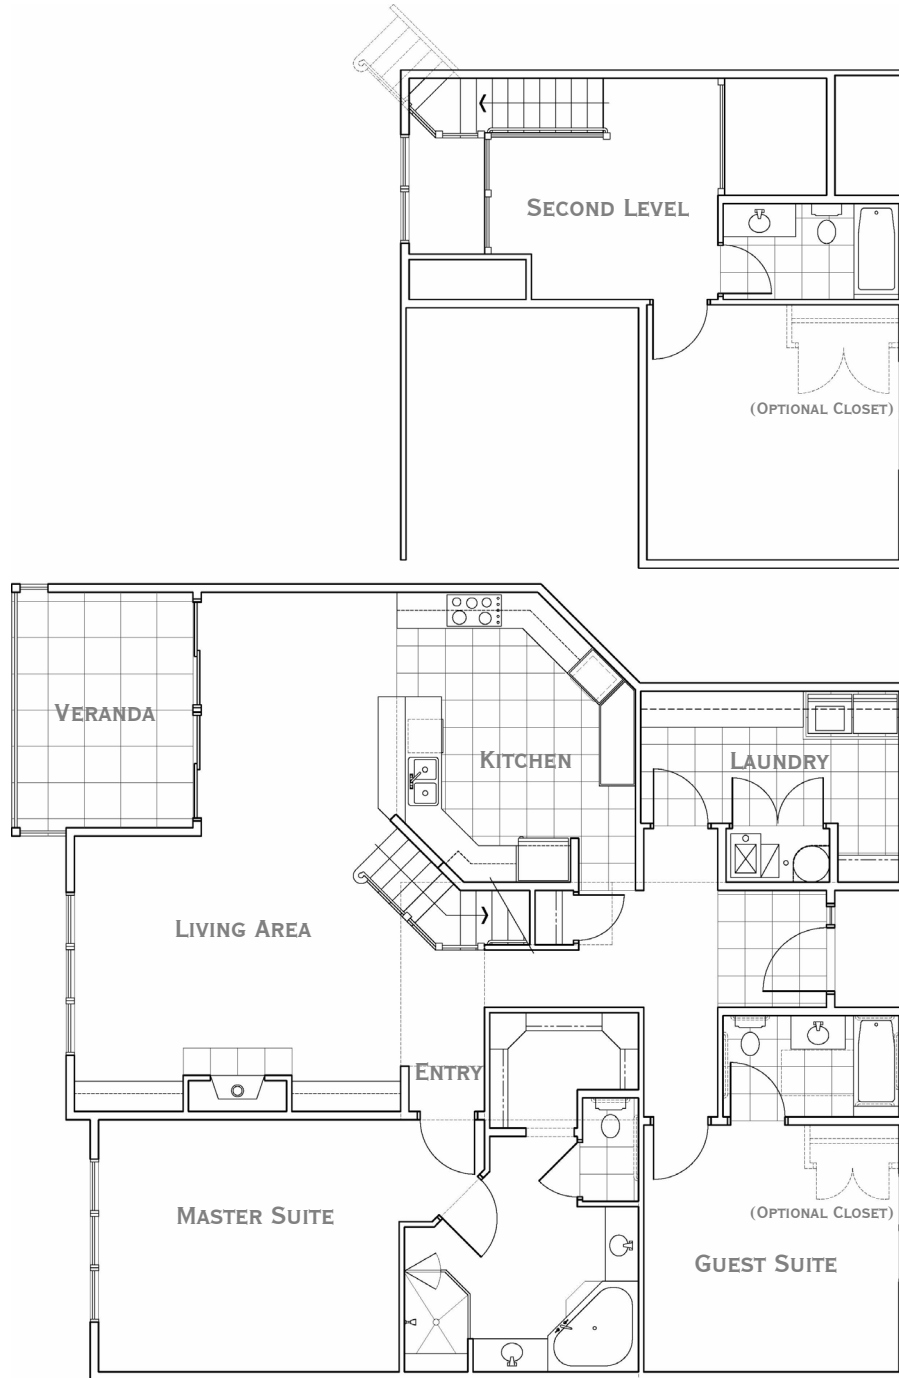 Second Level
(Optional Closet)
Veranda
Kitchen
Laundry
Living Area
Entry
Master Suite
(Optional Closet)
Guest Suite